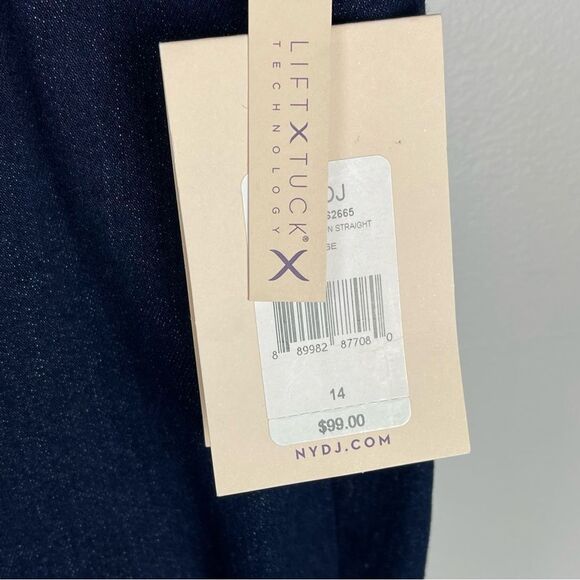 LIFT X TUCK®
TECHNOLOGY
X
DJ
S2665
N STRAIGHT
SE
8 89982 87708 0
14
$99.00
NYDJ.COM